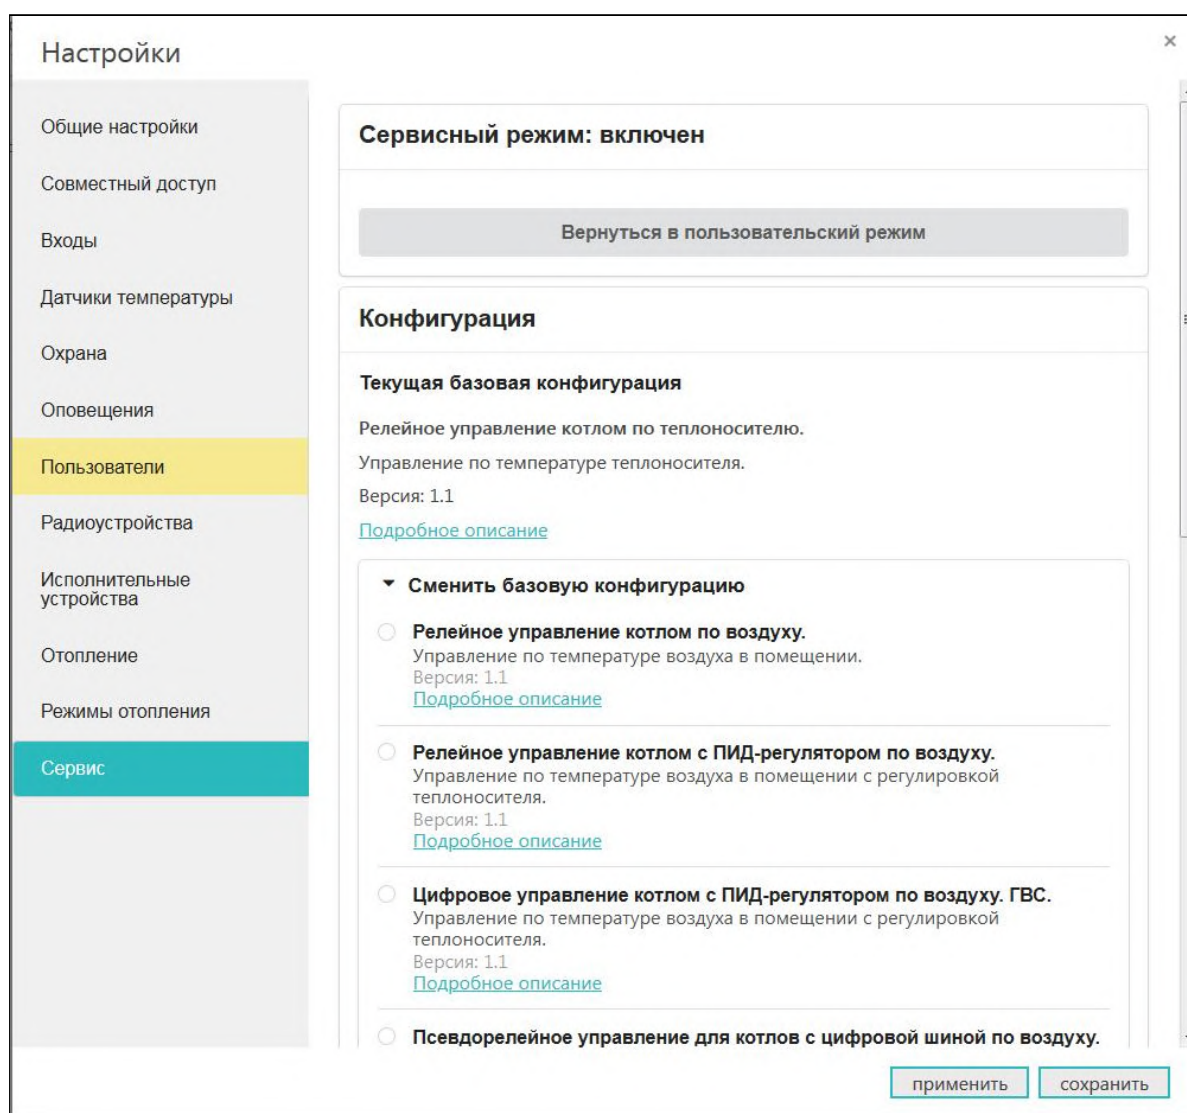 Настройки
×
Общие настройки
Совместный доступ
Входы
Датчики температуры
Охрана
Оповещения
Пользователи
Радиоустройства
Исполнительные
устройства
Отопление
Режимы отопления
Сервис
Сервисный режим: включен
Вернуться в пользовательский режим
Конфигурация
Текущая базовая конфигурация
Релейное управление котлом по теплоносителю.
Управление по температуре теплоносителя.
Версия: 1.1
Подробное описание
Сменить базовую конфигурацию
Релейное управление котлом по воздуху.
Управление по температуре воздуха в помещении.
Версия: 1.1
Подробное описание
Релейное управление котлом с ПИД-регулятором по воздуху.
Управление по температуре воздуха в помещении с регулировкой
теплоносителя.
Версия: 1.1
Подробное описание
Цифровое управление котлом с ПИД-регулятором по воздуху. ГВС.
Управление по температуре воздуха в помещении с регулировкой
теплоносителя.
Версия: 1.1
Подробное описание
Псевдорелейное управление для котлов с цифровой шиной по воздуху.
применить
сохранить